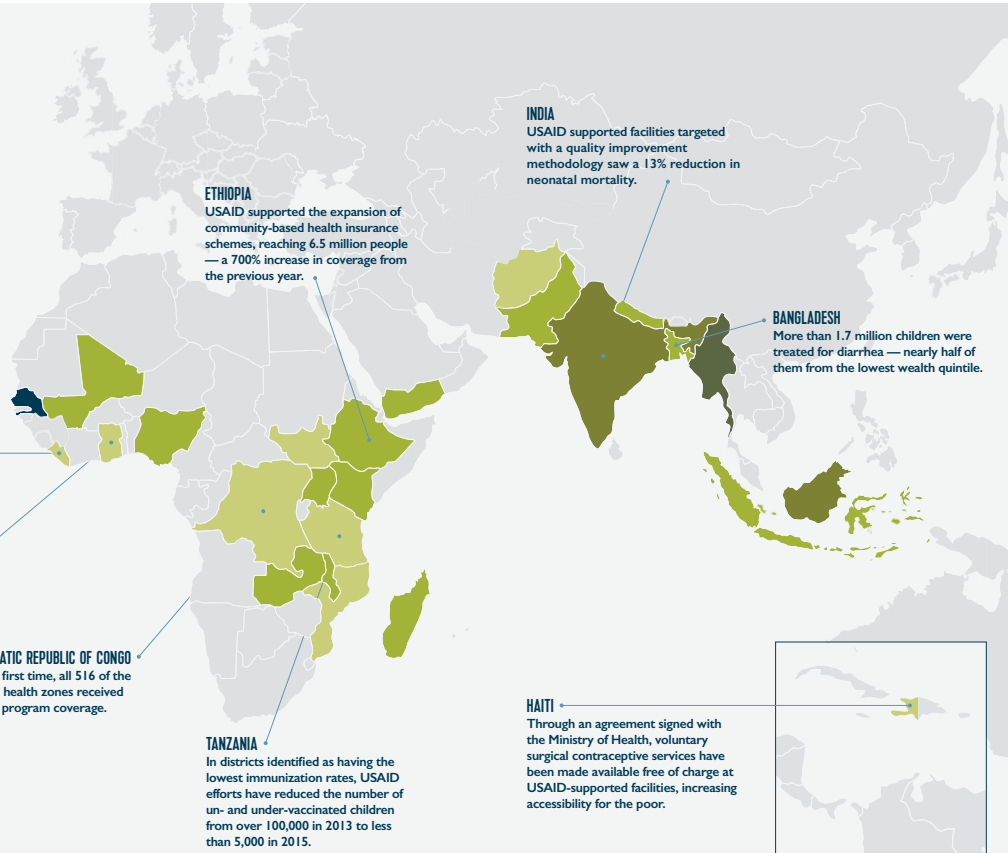 INDIA
USAID supported facilities targeted
with a quality improvement
methodology saw a 13% reduction in
neonatal mortality.
ETHIOPIA
USAID supported the expansion of
community-based health insurance
schemes, reaching 6.5 million people
— a 700% increase in coverage from
the previous year.
BANGLADESH
More than 1.7 million children were
treated for diarrhea — nearly half of
them from the lowest wealth quintile.
ATIC REPUBLIC OF CONGO
first time, all 516 of the
health zones received
program coverage.
TANZANIA
In districts identified as having the
lowest immunization rates, USAID
efforts have reduced the number of
un- and under-vaccinated children
from over 100,000 in 2013 to less
than 5,000 in 2015.
HAITI
Through an agreement signed with
the Ministry of Health, voluntary
surgical contraceptive services have
been made available free of charge at
USAID-supported facilities, increasing
accessibility for the poor.